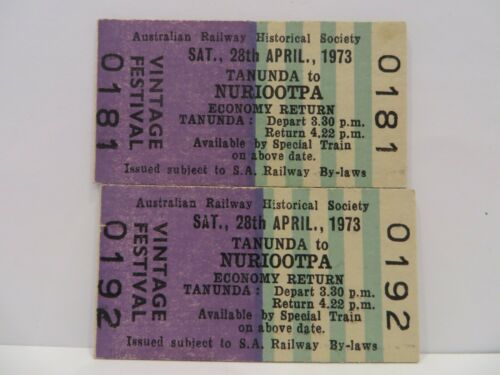 0181
VINTAGE
FESTIVAL
Australian Railway Historical Society
SAT., 28th APRIL., 1973
TANUNDA to
NURIOOTPA
ECONOMY RETURN
TANUNDA : Depart 3.30 p.m.
Return 4.22 p.m.
Available by Special Train
on above date.
Issued subject to S.A. Railway By-laws
0181
0192
VINTAGE
FESTIVAL
Australian Railway Historical Society
SAT., 28th APRIL., 1973
TANUNDA to
NURIOOTPA
ECONOMY RETURN
TANUNDA : Depart 3.30 p.m.
Return 4.22 p.m.
Available by Special Train
on above date.
Issued subject to S.A. Railway By-laws
0192